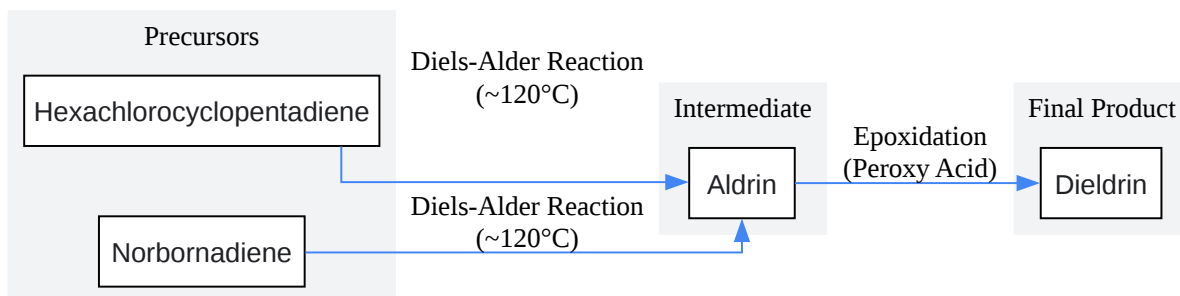 Precursors
Hexachlorocyclopentadiene
Norbornadiene
Diels-Alder Reaction
(~120°C)
Diels-Alder Reaction
(~120°C)
Intermediate
Aldrin
Epoxidation
(Peroxy Acid)
Final Product
Dieldrin